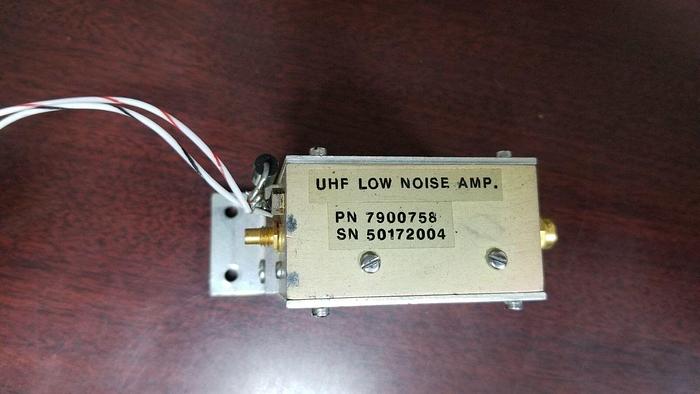 UHF LOW NOISE AMP.
PN 7900758
SN 50172004